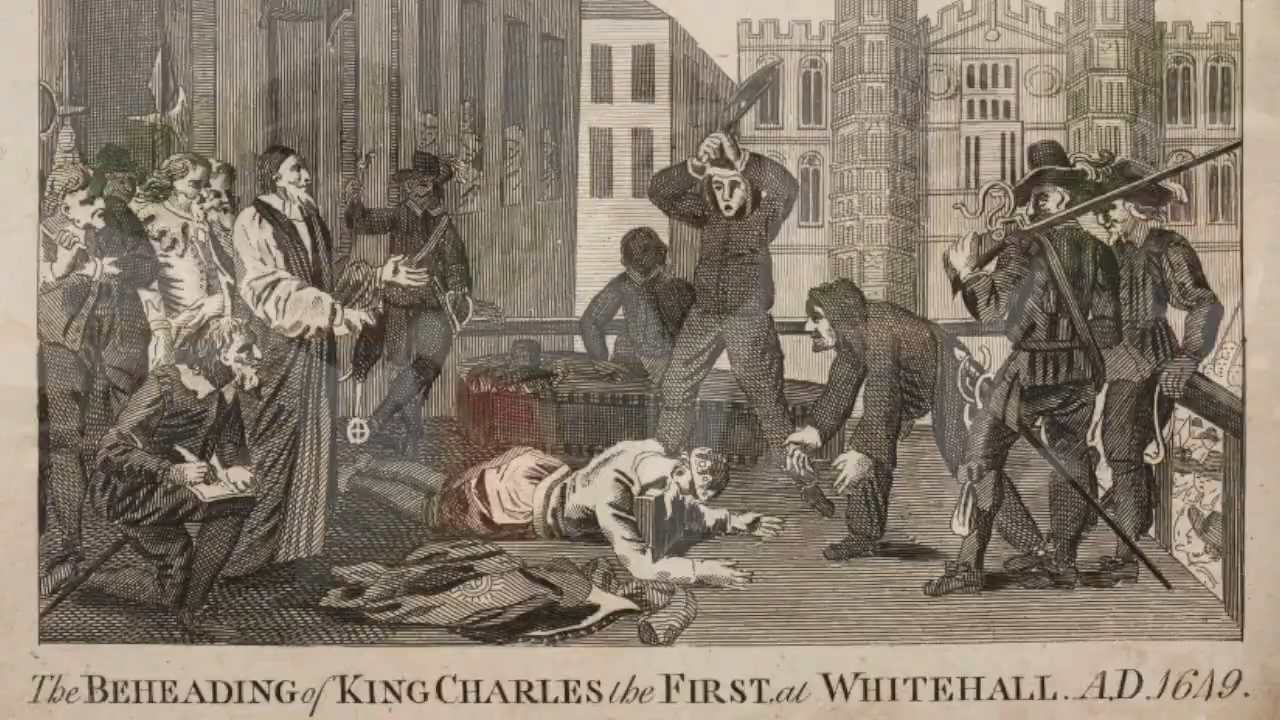 The BEHEADING of KING CHARLES the FIRST, at WHITEHALL. A.D. 1649.